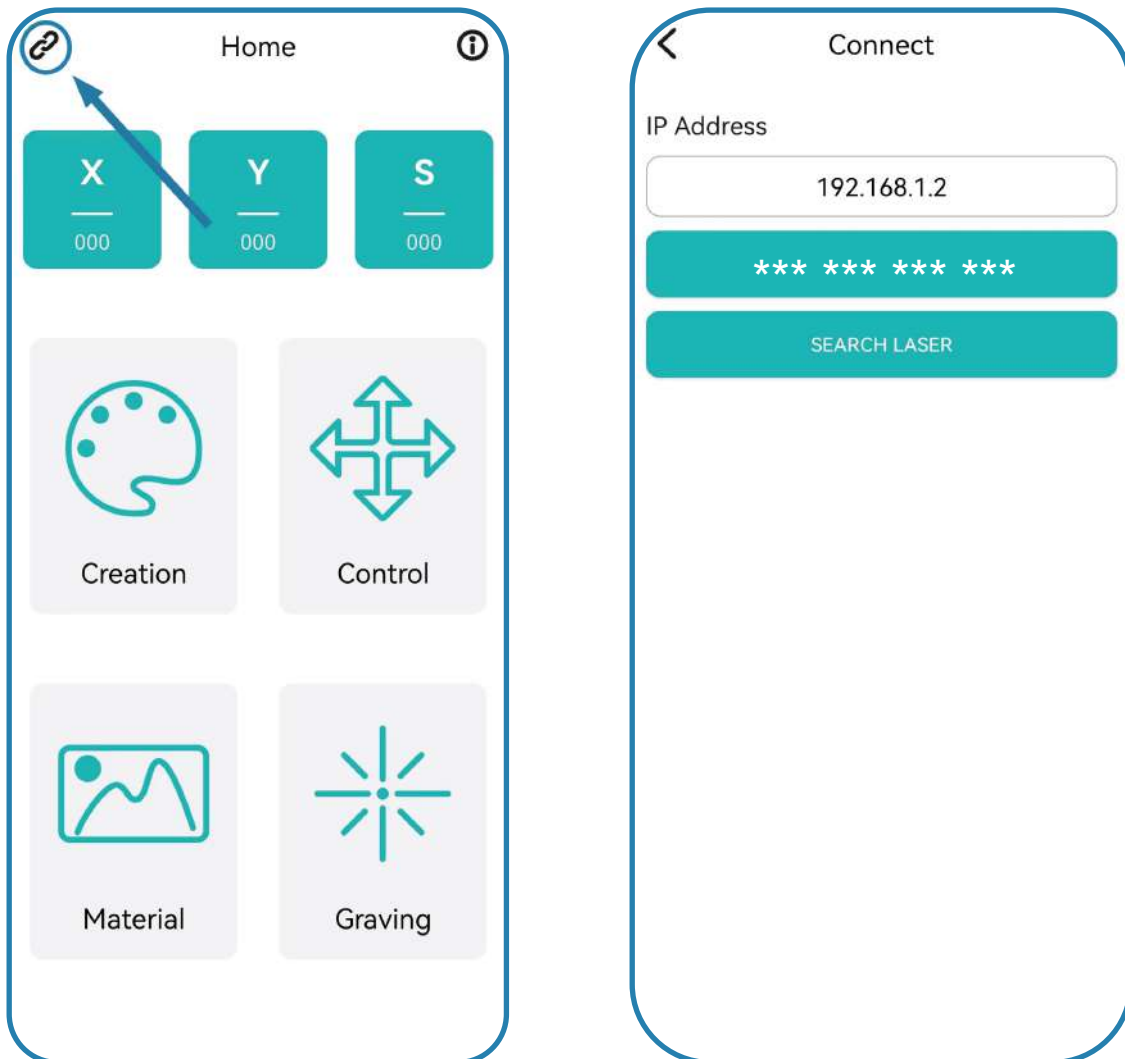 Home
X Y S
000 000 000
Creation Control
Material Graving
Connect
IP Address
192.168.1.2
*** *** *** ***
SEARCH LASER